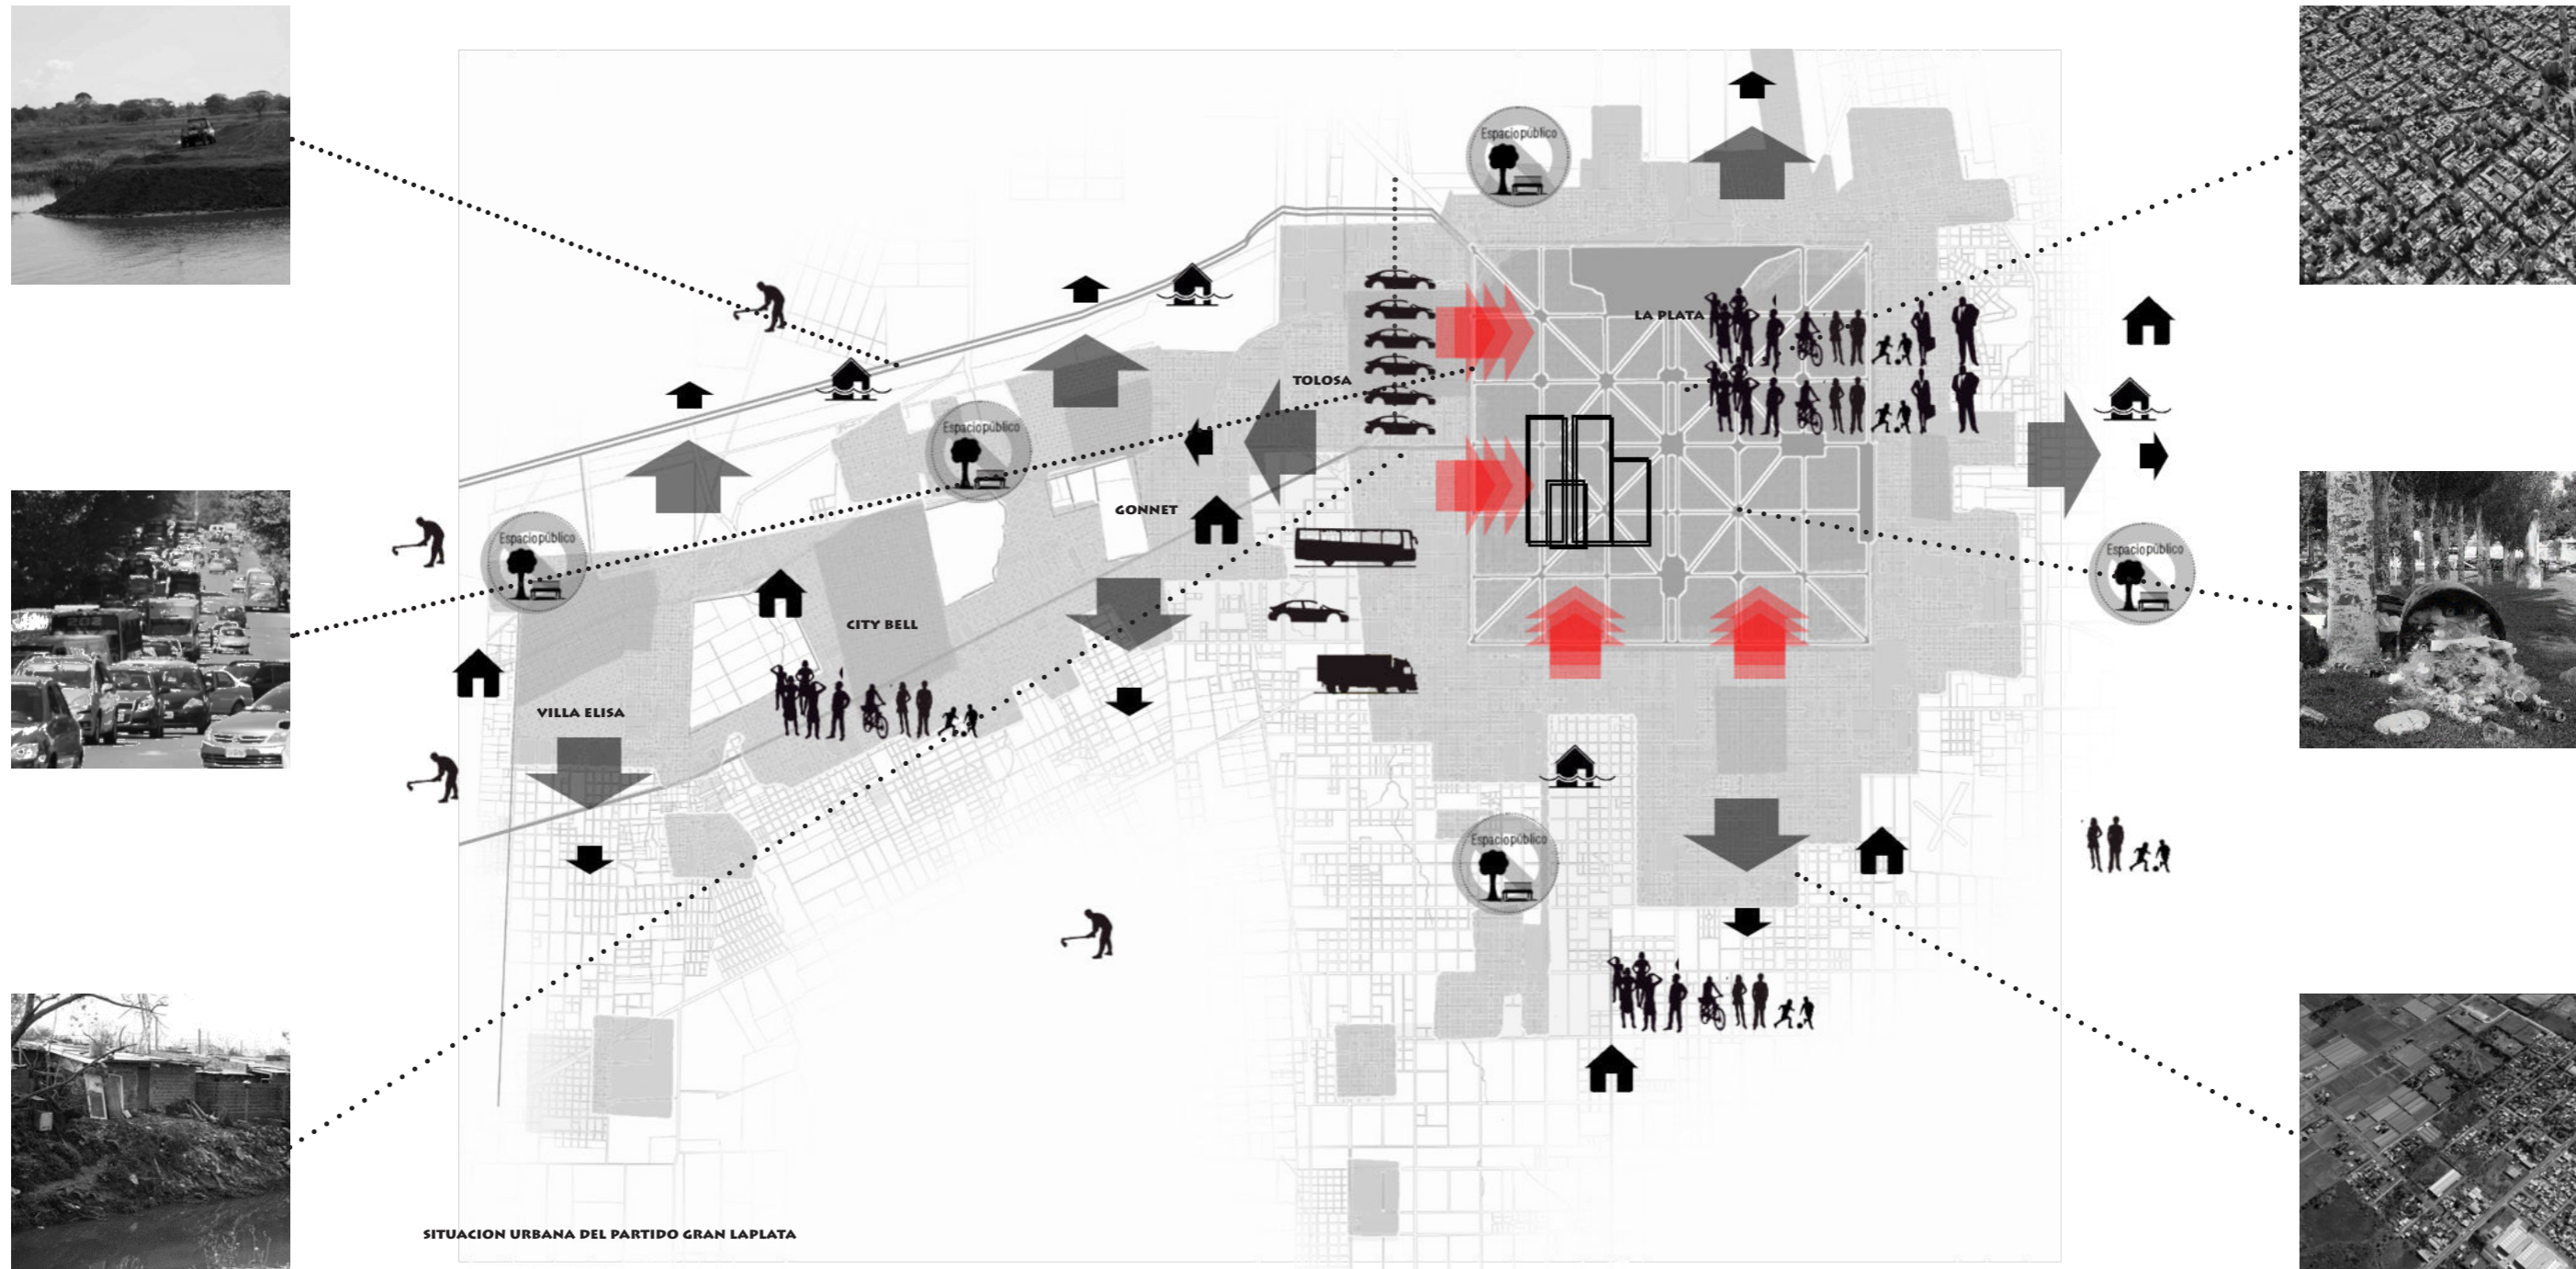 Espacio público
LA PLATA
TOLOSA
Espacio público
GONNET
Espacio público
Espacio público
CITY BELL
VILLA ELISA
Espacio público
SITUACION URBANA DEL PARTIDO GRAN LAPLATA
202